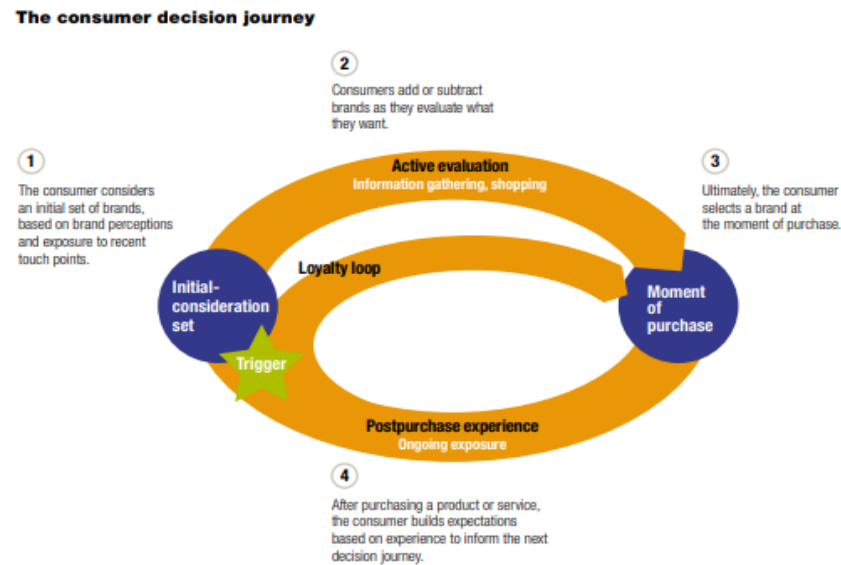 The consumer decision journey
2
Consumers add or subtract
brands as they evaluate what
they want.
1
The consumer considers
an initial set of brands,
based on brand perceptions
and exposure to recent
touch points.
Active evaluation
Information gathering, shopping
3
Ultimately, the consumer
selects a brand at
the moment of purchase.
Loyalty loop
Initial-
consideration
set
Moment
of
purchase
Trigger
Postpurchase experience
Ongoing exposure
4
After purchasing a product or service,
the consumer builds expectations
based on experience to inform the next
decision journey.